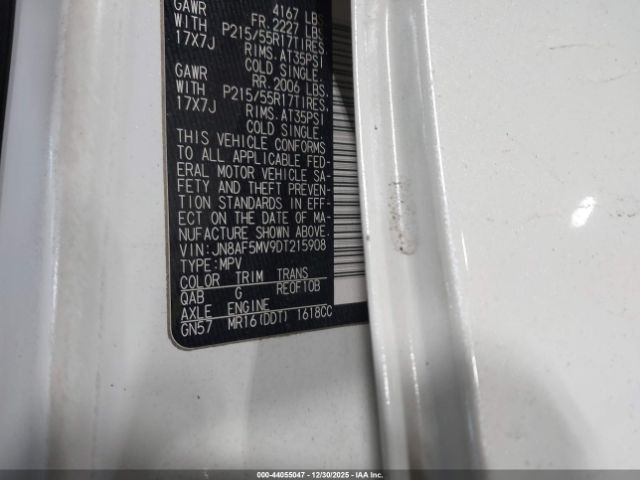 4167 LBS
GAWR FR. 2227 LBS.
WITH P215/55R17TIRES,
17X7J RIMS, AT35PSI
COLD SINGLE.
GAWR RR. 2006 LBS.
WITH P215/55R17TIRES,
17X7J RIMS, AT35PSI
COLD SINGLE.
THIS VEHICLE CONFORMS
TO ALL APPLICABLE FED-
ERAL MOTOR VEHICLE SA-
FETY AND THEFT PREVEN-
TION STANDARDS IN EFF-
ECT ON THE DATE OF MA-
NUFACTURE SHOWN ABOVE.
VIN: JN8AF5MV9DT215908
TYPE: MPV
COLOR TRIM TRANS
QAB G RE0F10B
AXLE ENGINE
GN57 MR16(DDT) 1618CC
000-44055047 - 12/30/2025 - IAA Inc.